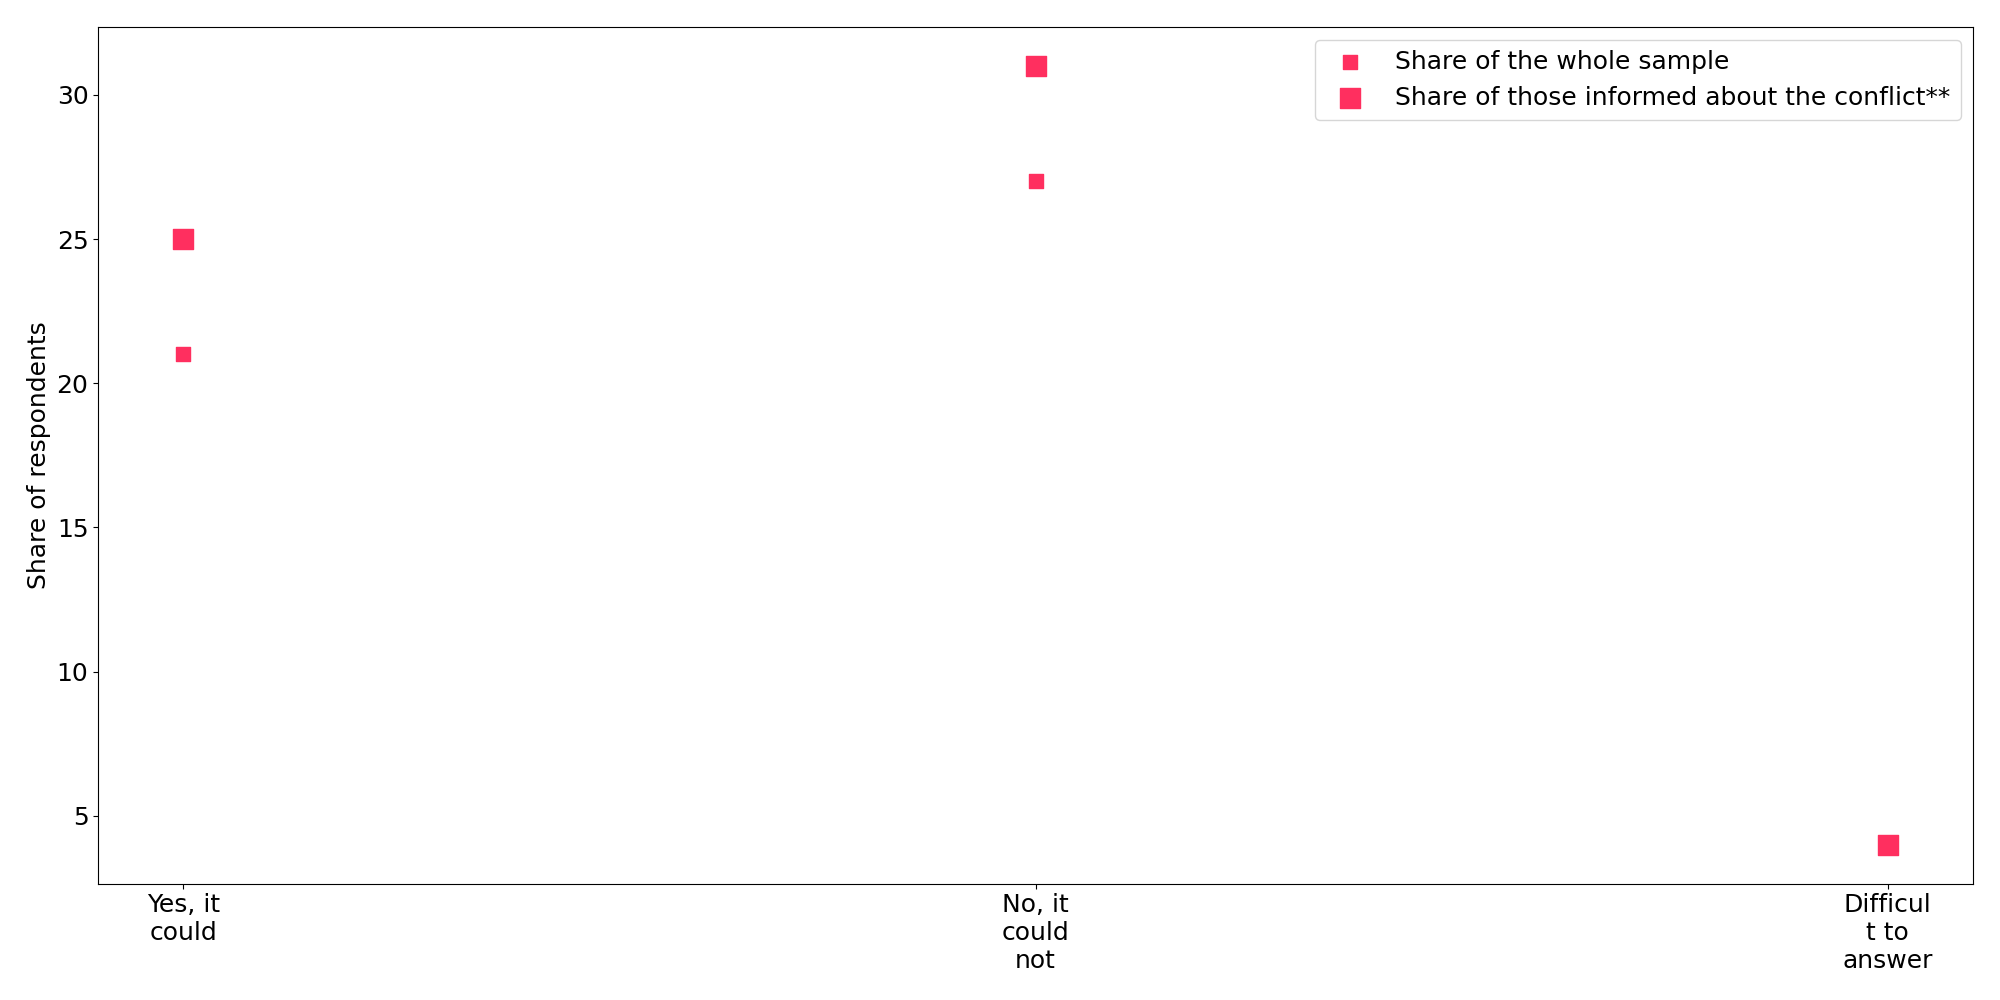 Share of the whole sample
Share of those informed about the conflict**
30
25
20
15
10
5
Share of respondents
Yes, it
could
No, it
could
not
Difficul
t to
answer